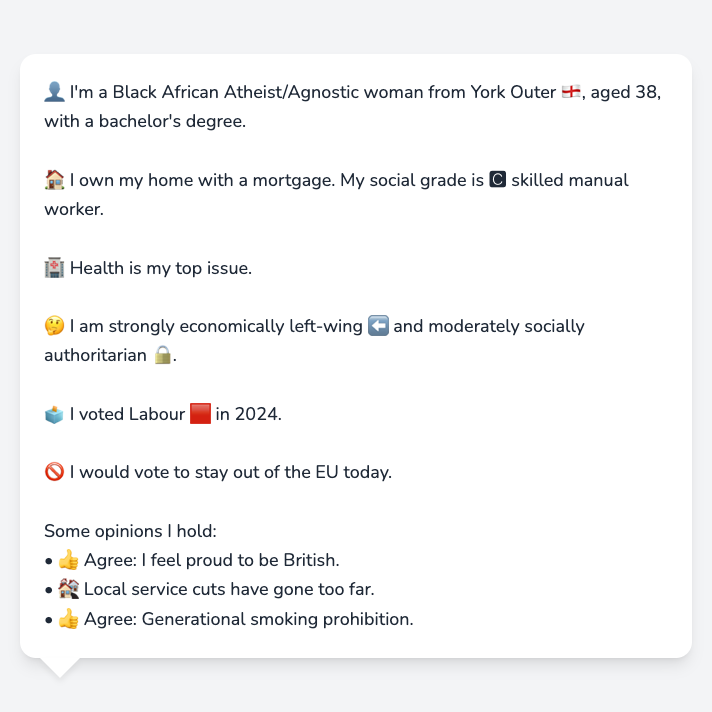 👤 I'm a Black African Atheist/Agnostic woman from York Outer 🏴󠁧󠁢󠁥󠁮󠁧󠁿, aged 38,
with a bachelor's degree.
🏠 I own my home with a mortgage. My social grade is 🅲 skilled manual
worker.
🏥 Health is my top issue.
🤔 I am strongly economically left-wing ⬅️ and moderately socially
authoritarian 🔒.
🗳️ I voted Labour 🟥 in 2024.
🚫 I would vote to stay out of the EU today.
Some opinions I hold:
• 👍 Agree: I feel proud to be British.
• 🏚️ Local service cuts have gone too far.
• 👍 Agree: Generational smoking prohibition.